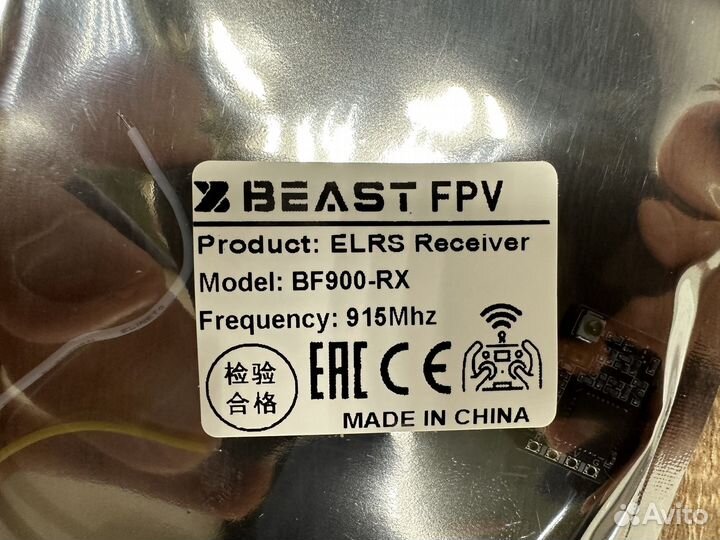 BEAST FPV
Product: ELRS Receiver
Model: BF900-RX
Frequency: 915Mhz
检验
合格
EAC CE
MADE IN CHINA
Avito